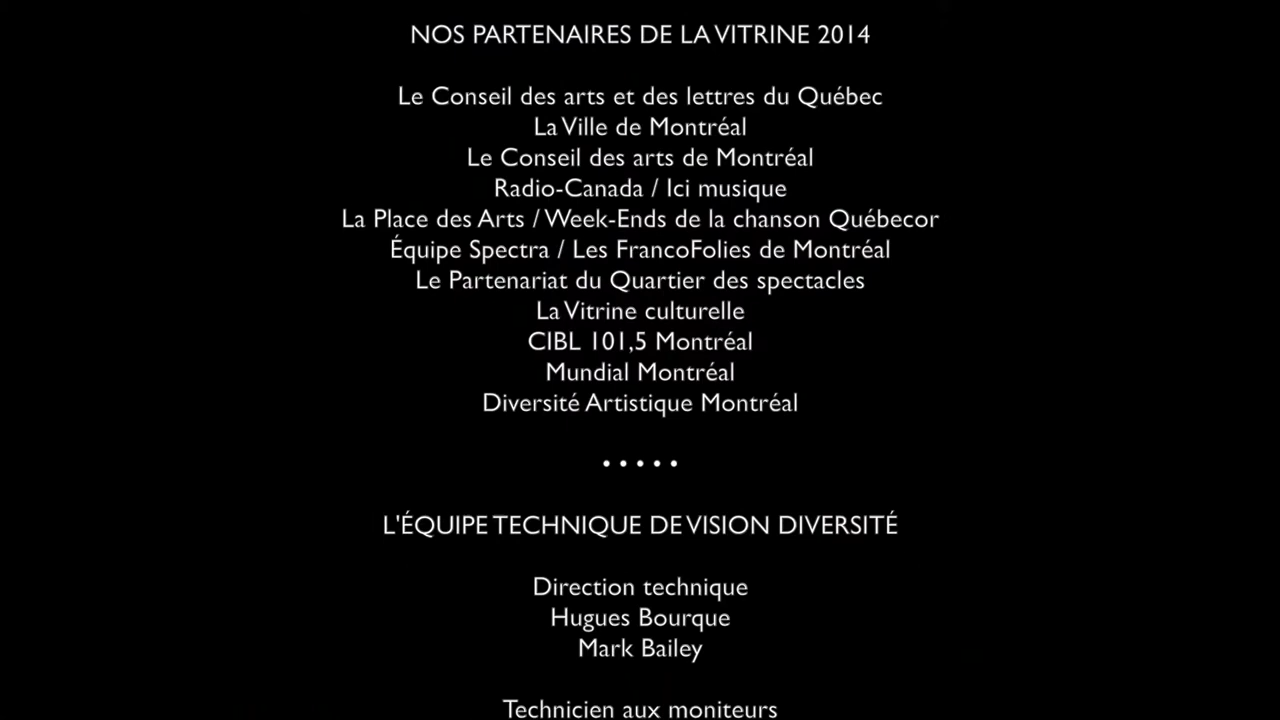 NOS PARTENAIRES DE LA VITRINE 2014
Le Conseil des arts et des lettres du Québec
La Ville de Montréal
Le Conseil des arts de Montréal
Radio-Canada / Ici musique
La Place des Arts / Week-Ends de la chanson Québecor
Équipe Spectra / Les FrancoFolies de Montréal
Le Partenariat du Quartier des spectacles
La Vitrine culturelle
CIBL 101,5 Montréal
Mundial Montréal
Diversité Artistique Montréal
• • • • •
L'ÉQUIPE TECHNIQUE DE VISION DIVERSITÉ
Direction technique
Hugues Bourque
Mark Bailey
Technicien aux moniteurs